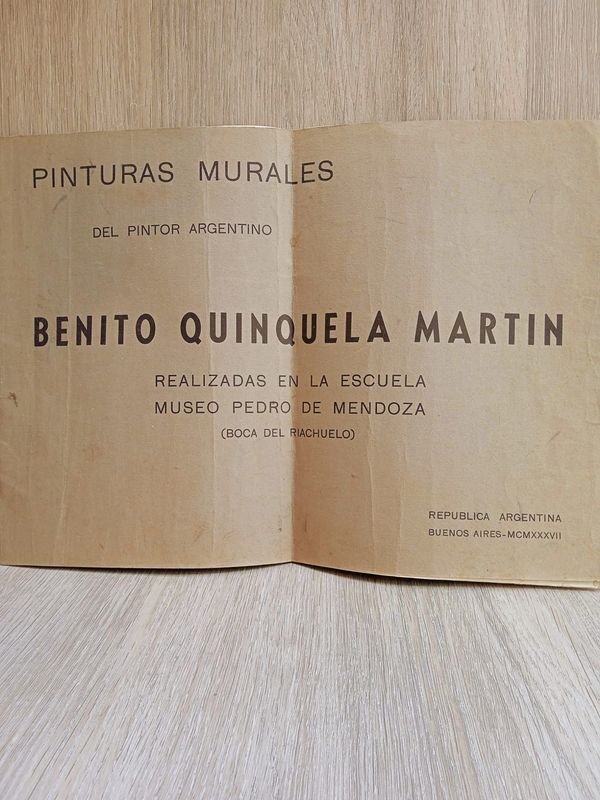 PINTURAS MURALES
DEL PINTOR ARGENTINO
BENITO QUINQUELA MARTIN
REALIZADAS EN LA ESCUELA
MUSEO PEDRO DE MENDOZA
(BOCA DEL RIACHUELO)
REPUBLICA ARGENTINA
BUENOS AIRES-MCMXXXVII